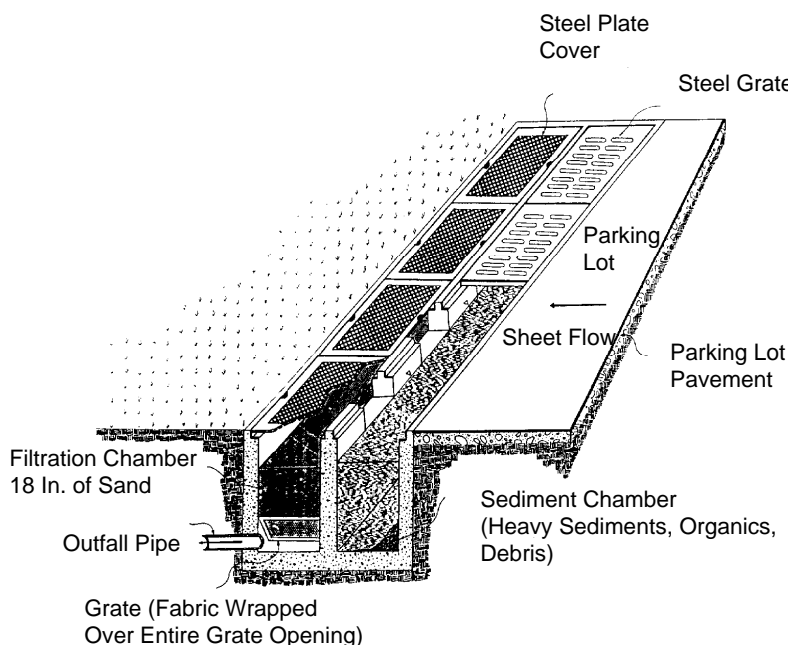 Steel Plate
Cover
Steel Grate
Parking
Lot
Sheet Flow
Parking Lot
Pavement
Filtration Chamber
18 In. of Sand
Sediment Chamber
(Heavy Sediments, Organics,
Debris)
Outfall Pipe
Grate (Fabric Wrapped
Over Entire Grate Opening)